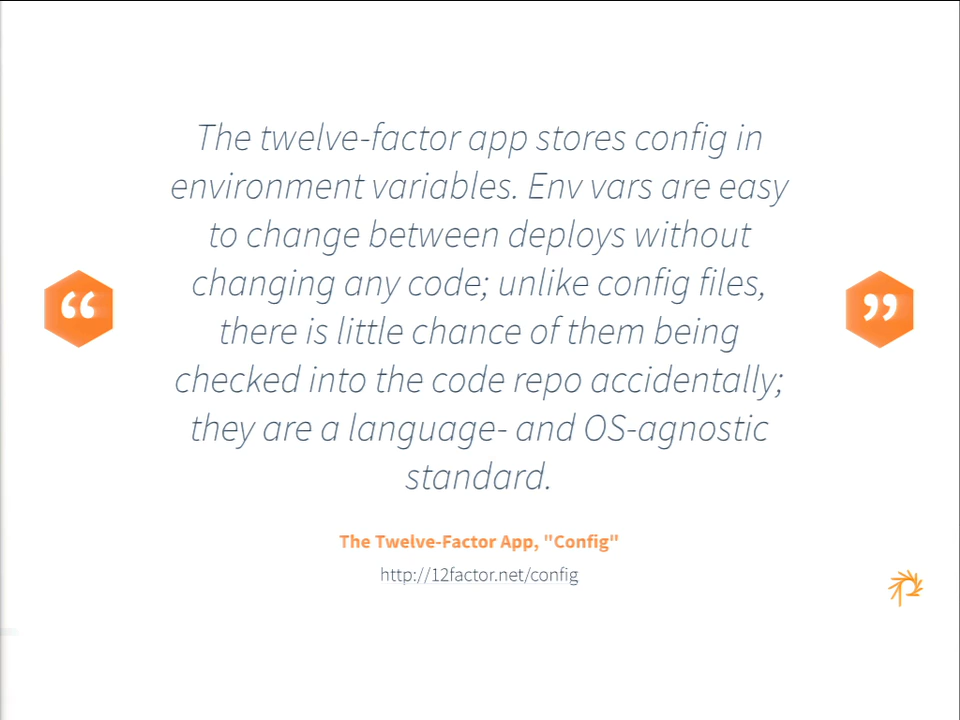 The twelve-factor app stores config in
environment variables. Env vars are easy
to change between deploys without
changing any code; unlike config files,
there is little chance of them being
checked into the code repo accidentally;
they are a language- and OS-agnostic
standard.
“ ”
The Twelve-Factor App, "Config"
http://12factor.net/config